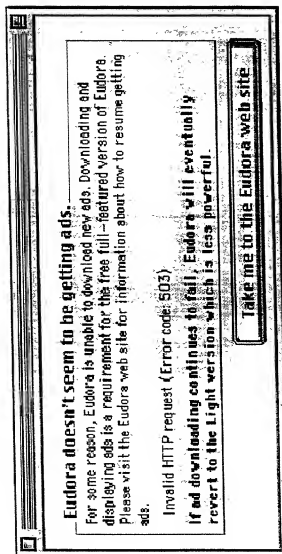 Eudora doesn't seem to be getting ads.
For some reason, Eudora is unable to download new ads. Downloading and
displaying ads is a requirement for the free full-featured version of Eudora.
Please visit the Eudora web site for information about how to resume getting
ads.
Invalid HTTP request (Error code: 503)
If ad downloading continues to fail, Eudora will eventually
revert to the Light version which is less powerful.
Take me to the Eudora web site